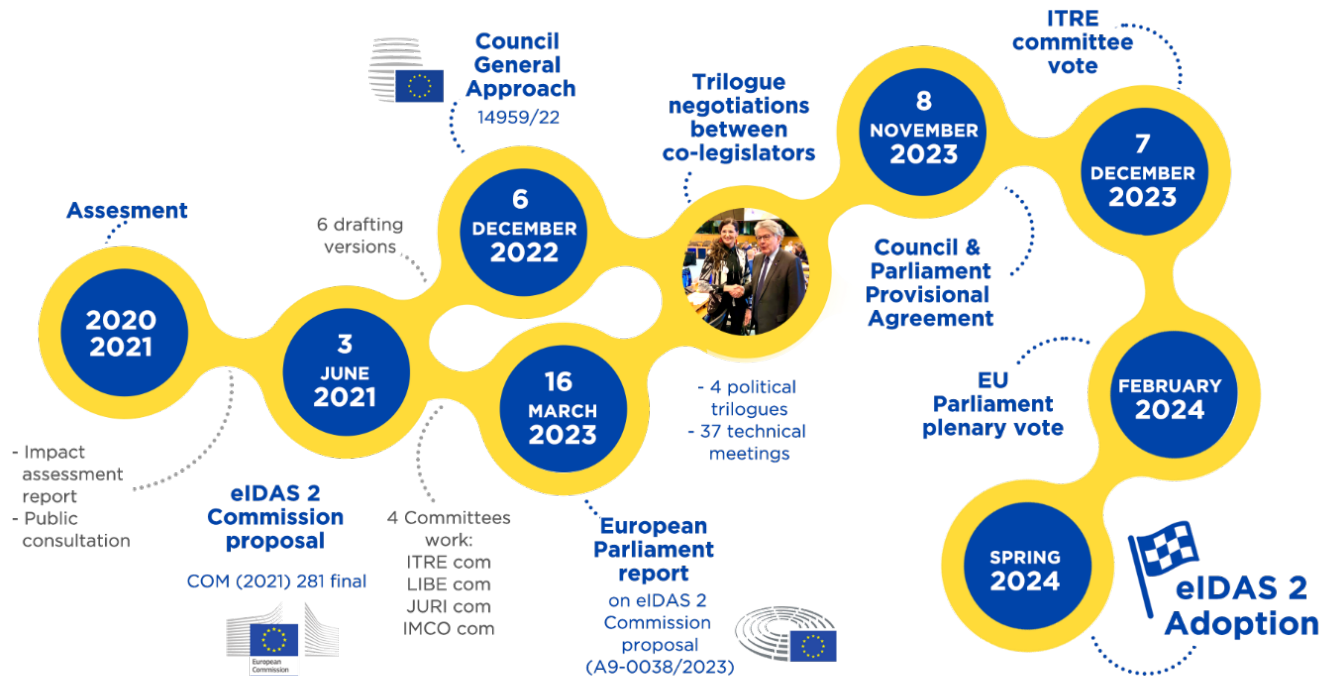 Assesment
2020
2021
- Impact
assessment
report
- Public
consultation
3
JUNE
2021
eIDAS 2
Commission
proposal
COM (2021) 281 final
European
Commission
6 drafting
versions
Council
General
Approach
14959/22
6
DECEMBER
2022
4 Committees
work:
ITRE com
LIBE com
JURI com
IMCO com
16
MARCH
2023
European
Parliament
report
on eIDAS 2
Commission
proposal
(A9-0038/2023)
Trilogue
negotiations
between
co-legislators
- 4 political
trilogues
- 37 technical
meetings
8
NOVEMBER
2023
Council &
Parliament
Provisional
Agreement
ITRE
committee
vote
7
DECEMBER
2023
EU
Parliament
plenary vote
FEBRUARY
2024
SPRING
2024
eIDAS 2
Adoption